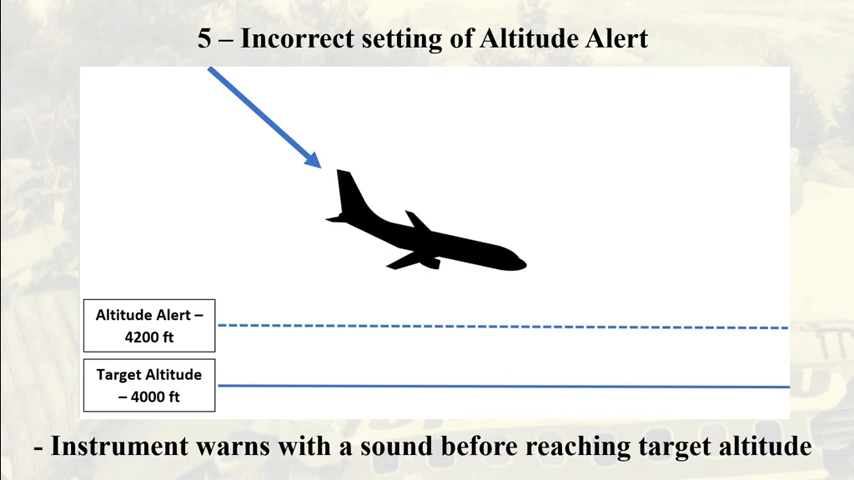 5 – Incorrect setting of Altitude Alert
Altitude Alert –
4200 ft
Target Altitude
– 4000 ft
- Instrument warns with a sound before reaching target altitude